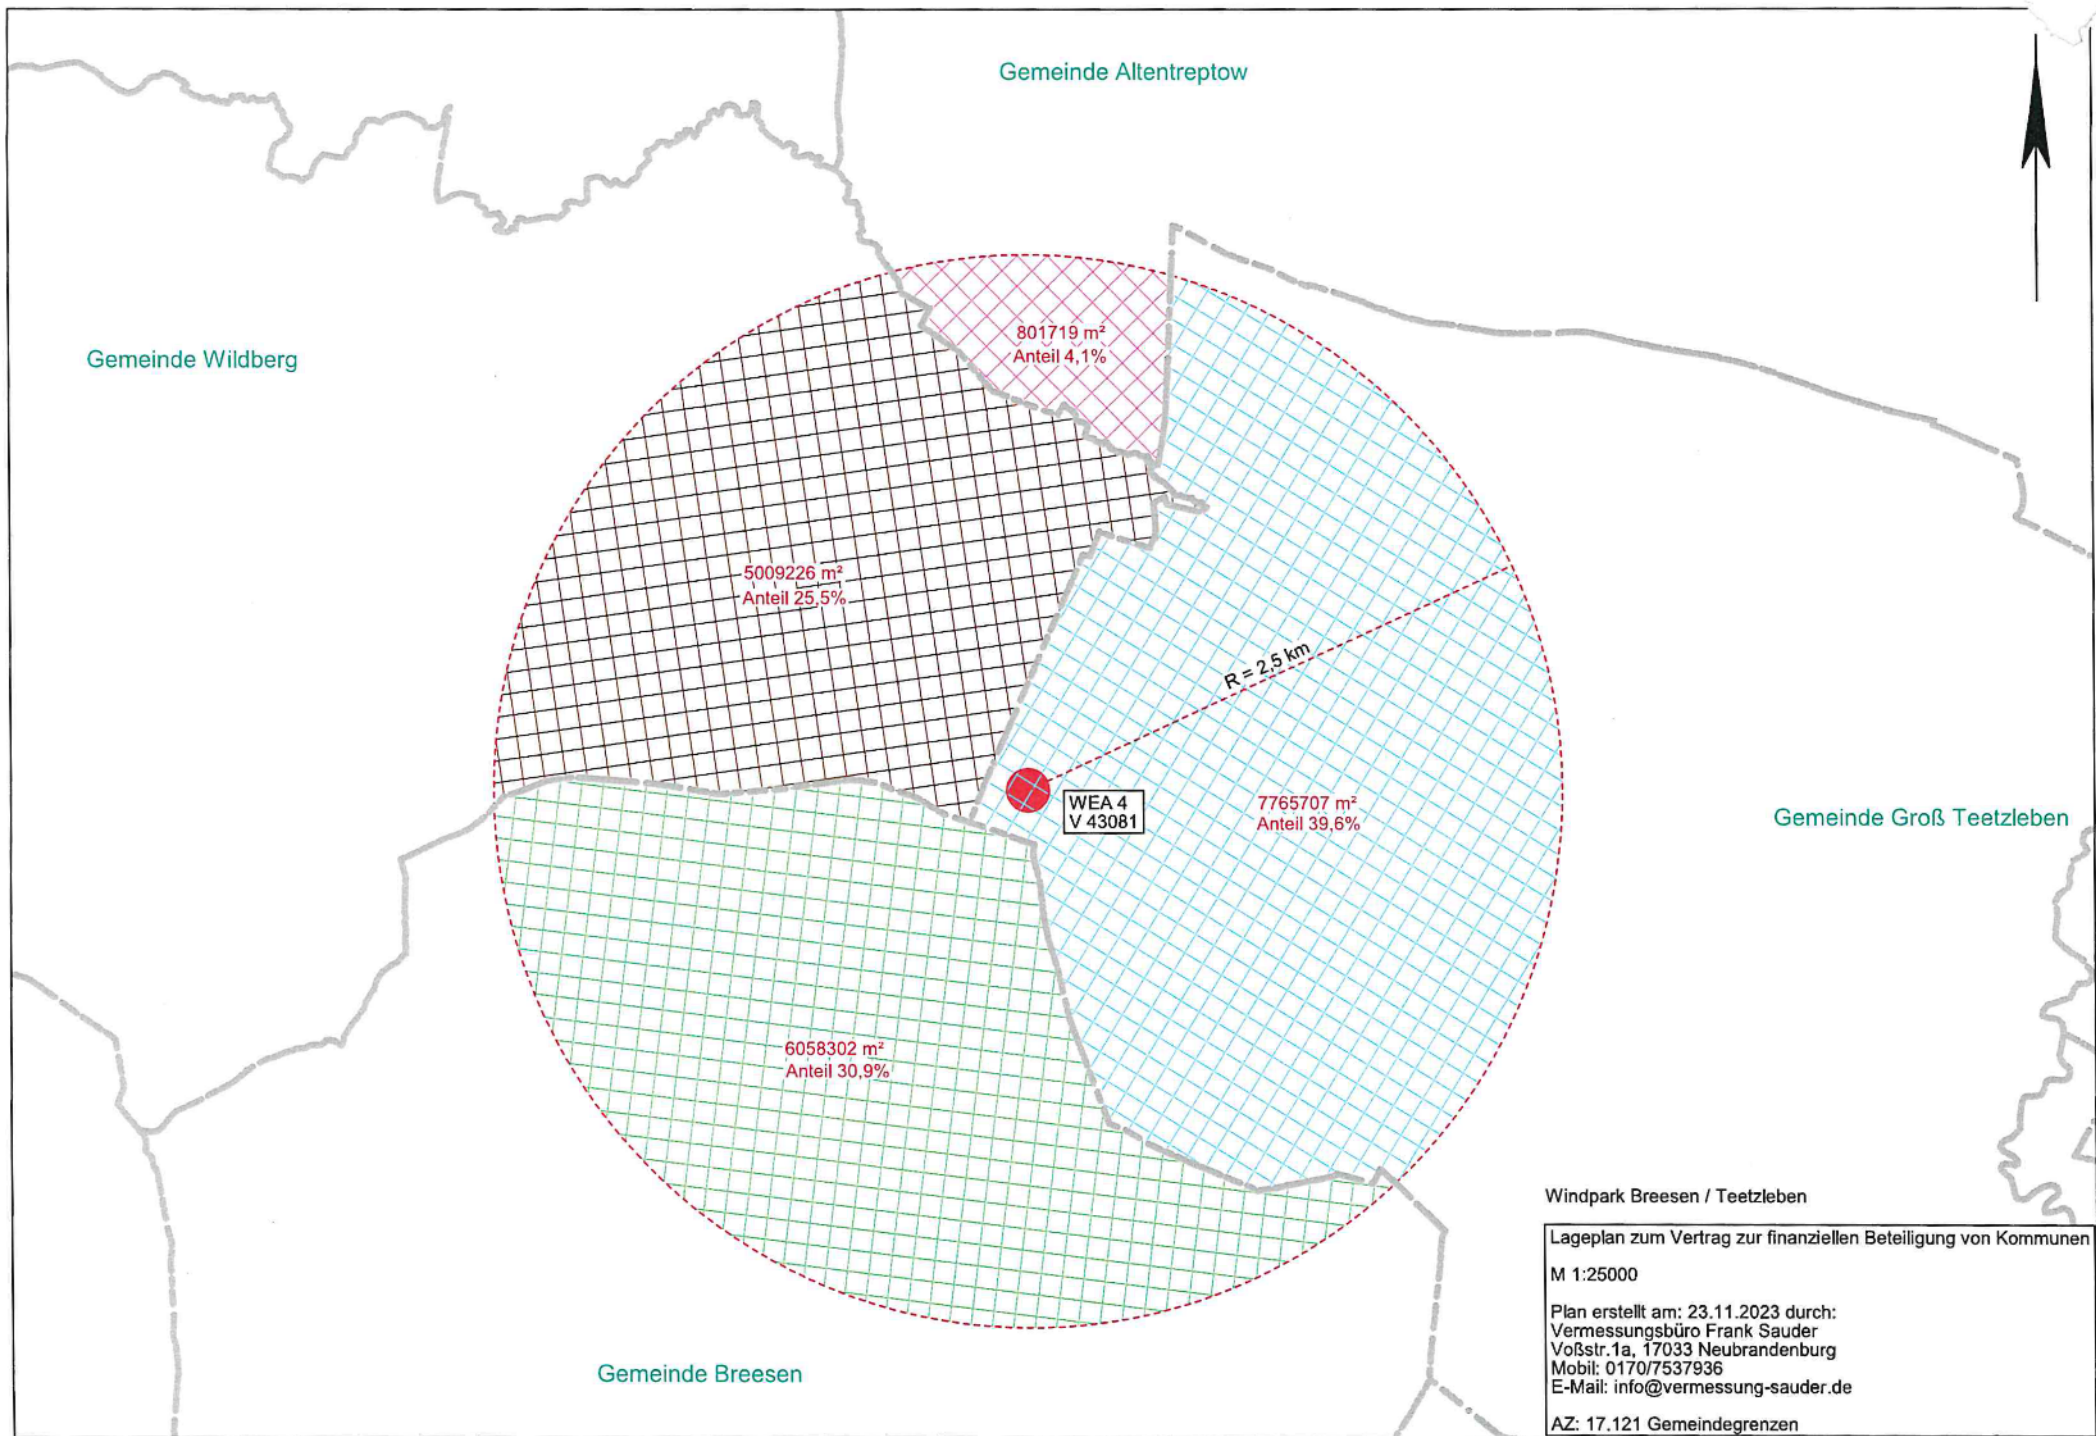 Gemeinde Altentreptow
Gemeinde Wildberg
801719 m²
Anteil 4,1%
5009226 m²
Anteil 25,5%
R = 2,5 km
WEA 4
V 43081
7765707 m²
Anteil 39,6%
Gemeinde Groß Teetzleben
6058302 m²
Anteil 30,9%
Gemeinde Breesen
Windpark Breesen / Teetzleben
Lageplan zum Vertrag zur finanziellen Beteiligung von Kommunen
M 1:25000
Plan erstellt am: 23.11.2023 durch:
Vermessungsbüro Frank Sauder
Voßstr.1a, 17033 Neubrandenburg
Mobil: 0170/7537936
E-Mail: info@vermessung-sauder.de
AZ: 17.121 Gemeindegrenzen